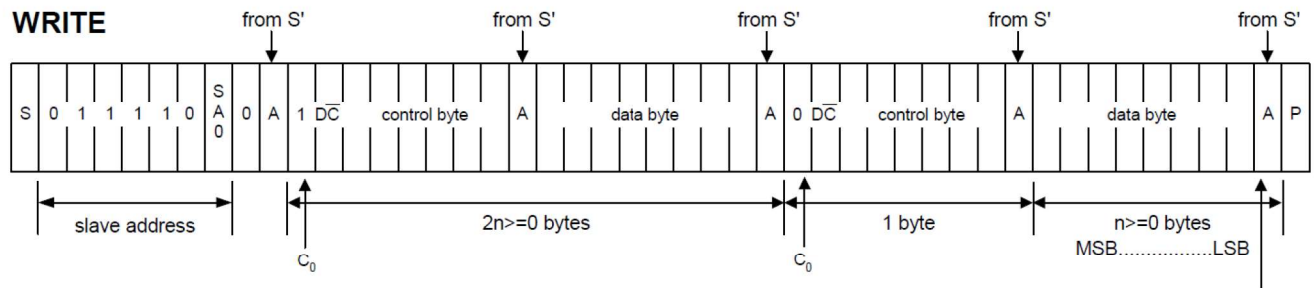 WRITE
from S' from S' from S' from S' from S'
S 0 1 1 1 1 0 SA0 0 A 1 DC̅ control byte A data byte A 0 DC̅ control byte A data byte A P
slave address 2n>=0 bytes 1 byte n>=0 bytes
MSB..................LSB
C₀ C₀